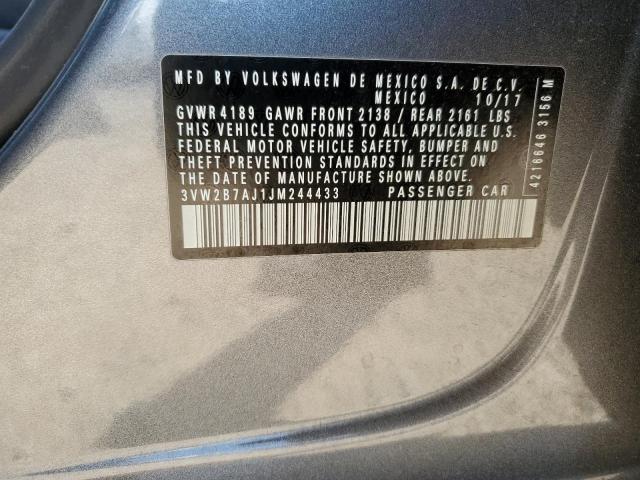 MFD BY VOLKSWAGEN DE MEXICO S.A. DE C.V.
MEXICO 10/17
GVWR 4189 GAWR FRONT 2138 / REAR 2161 LBS
THIS VEHICLE CONFORMS TO ALL APPLICABLE U.S.
FEDERAL MOTOR VEHICLE SAFETY, BUMPER AND
THEFT PREVENTION STANDARDS IN EFFECT ON
THE DATE OF MANUFACTURE SHOWN ABOVE.
3VW2B7AJ1JM244433 PASSENGER CAR
4216646 3156 M